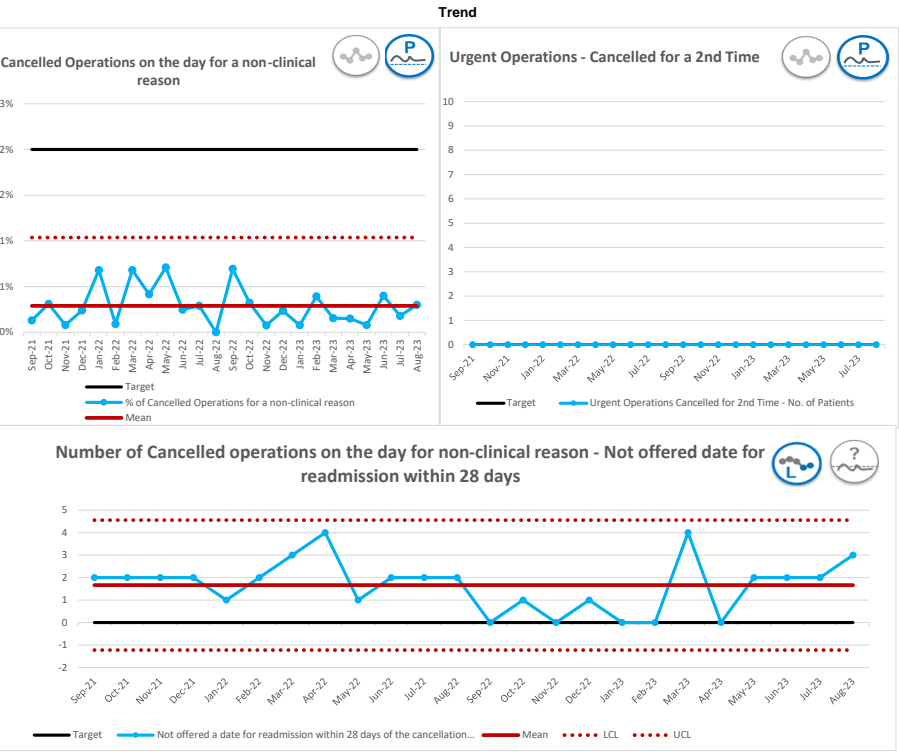 Trend
Cancelled Operations on the day for a non-clinical
reason
P
3%
2%
2%
1%
1%
0%
Sep-21
Oct-21
Nov-21
Dec-21
Jan-22
Feb-22
Mar-22
Apr-22
May-22
Jun-22
Jul-22
Aug-22
Sep-22
Oct-22
Nov-22
Dec-22
Jan-23
Feb-23
Mar-23
Apr-23
May-23
Jun-23
Jul-23
Aug-23
Target
% of Cancelled Operations for a non-clinical reason
Mean
Urgent Operations - Cancelled for a 2nd Time
P
10
9
8
7
6
5
4
3
2
1
0
Sep-21
Nov-21
Jan-22
Mar-22
May-22
Jul-22
Sep-22
Nov-22
Jan-23
Mar-23
May-23
Jul-23
Target
Urgent Operations Cancelled for 2nd Time - No. of Patients
Number of Cancelled operations on the day for non-clinical reason - Not offered date for
readmission within 28 days
L
?
5
4
3
2
1
0
-1
-2
Sep-21
Oct-21
Nov-21
Dec-21
Jan-22
Feb-22
Mar-22
Apr-22
May-22
Jun-22
Jul-22
Aug-22
Sep-22
Oct-22
Nov-22
Dec-22
Jan-23
Feb-23
Mar-23
Apr-23
May-23
Jun-23
Jul-23
Aug-23
Target
Not offered a date for readmission within 28 days of the cancellation...
Mean
LCL
UCL